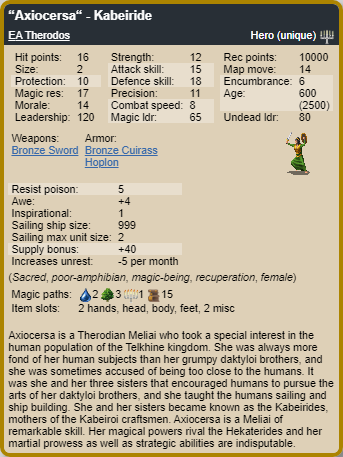 “Axiocersa“ - Kabeiride
EA Therodos Hero (unique)
Hit points: 16 Strength: 12 Rec points: 10000
Size: 2 Attack skill: 15 Map move: 14
Protection: 10 Defence skill: 18 Encumbrance: 6
Magic res: 17 Precision: 11 Age: 600
Morale: 14 Combat speed: 8 (2500)
Leadership: 120 Magic ldr: 65 Undead ldr: 80
Weapons: Armor:
Bronze Sword Bronze Cuirass
Hoplon
Resist poison: 5
Awe: +4
Inspirational: 1
Sailing ship size: 999
Sailing max unit size: 2
Supply bonus: +40
Increases unrest: -5 per month
(Sacred, poor-amphibian, magic-being, recuperation, female)
Magic paths: 2 3 1 15
Item slots: 2 hands, head, body, feet, 2 misc
Axiocersa is a Therodian Meliai who took a special interest in the
human population of the Telkhine kingdom. She was always more
fond of her human subjects than her grumpy daktyloi brothers, and
she was sometimes accused of being too close to the humans. It
was she and her three sisters that encouraged humans to pursue the
arts of her daktyloi brothers, and she taught the humans sailing and
ship building. She and her sisters became known as the Kabeirides,
mothers of the Kabeiroi craftsmen. Axiocersa is a Meliai of
remarkable skill. Her magical powers rival the Hekaterides and her
martial prowess as well as strategic abilities are indisputable.